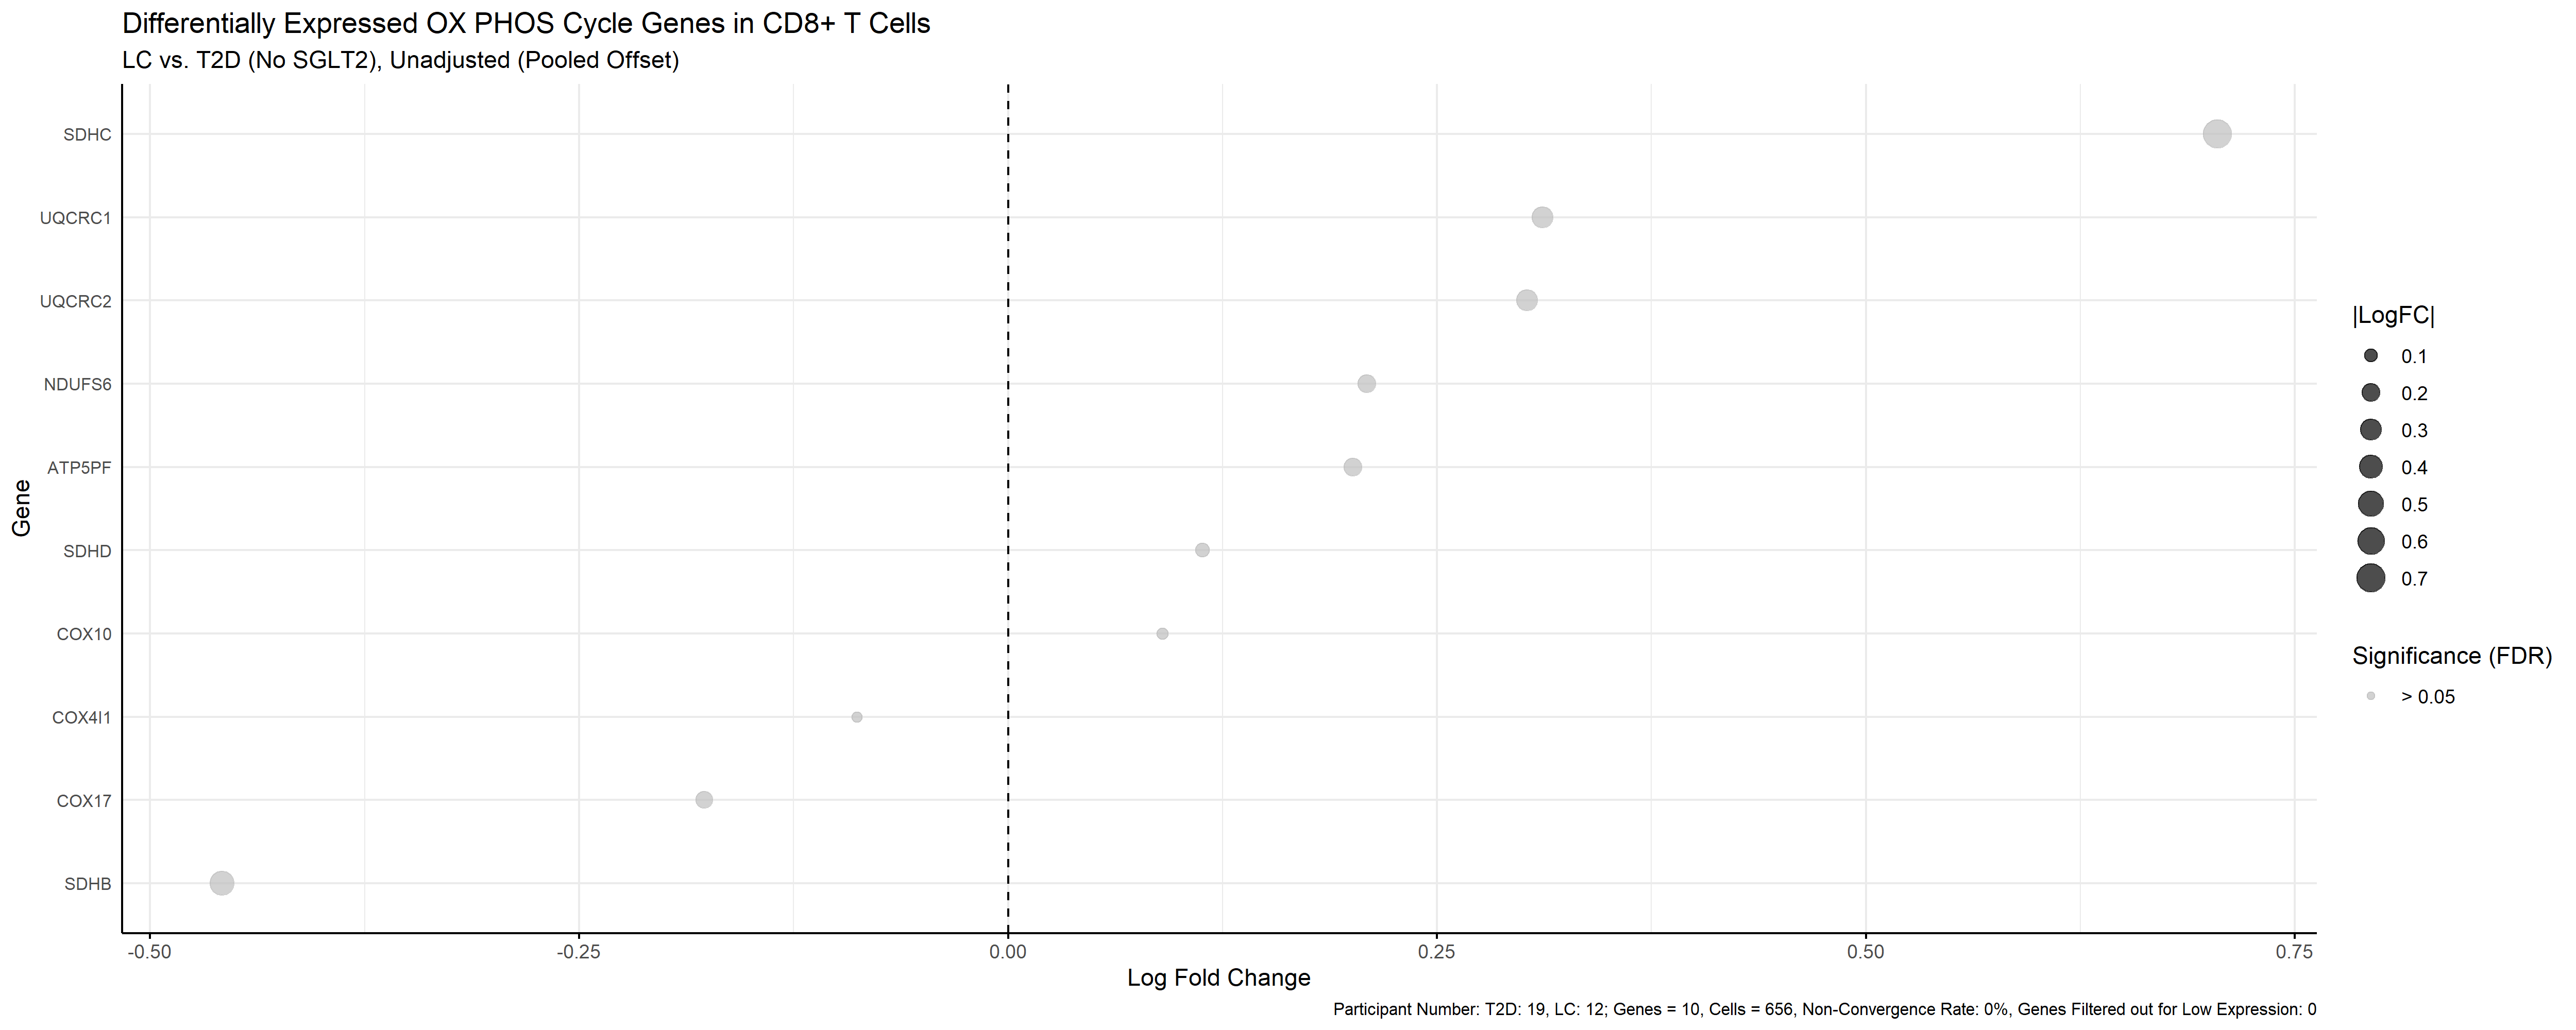 Differentially Expressed OX PHOS Cycle Genes in CD8+ T Cells
LC vs. T2D (No SGLT2), Unadjusted (Pooled Offset)
Gene
SDHC
UQCRC1
UQCRC2
NDUFS6
ATP5PF
SDHD
COX10
COX4I1
COX17
SDHB
-0.50 -0.25 0.00 0.25 0.50 0.75
Log Fold Change
|LogFC|
0.1
0.2
0.3
0.4
0.5
0.6
0.7
Significance (FDR)
> 0.05
Participant Number: T2D: 19, LC: 12; Genes = 10, Cells = 656, Non-Convergence Rate: 0%, Genes Filtered out for Low Expression: 0